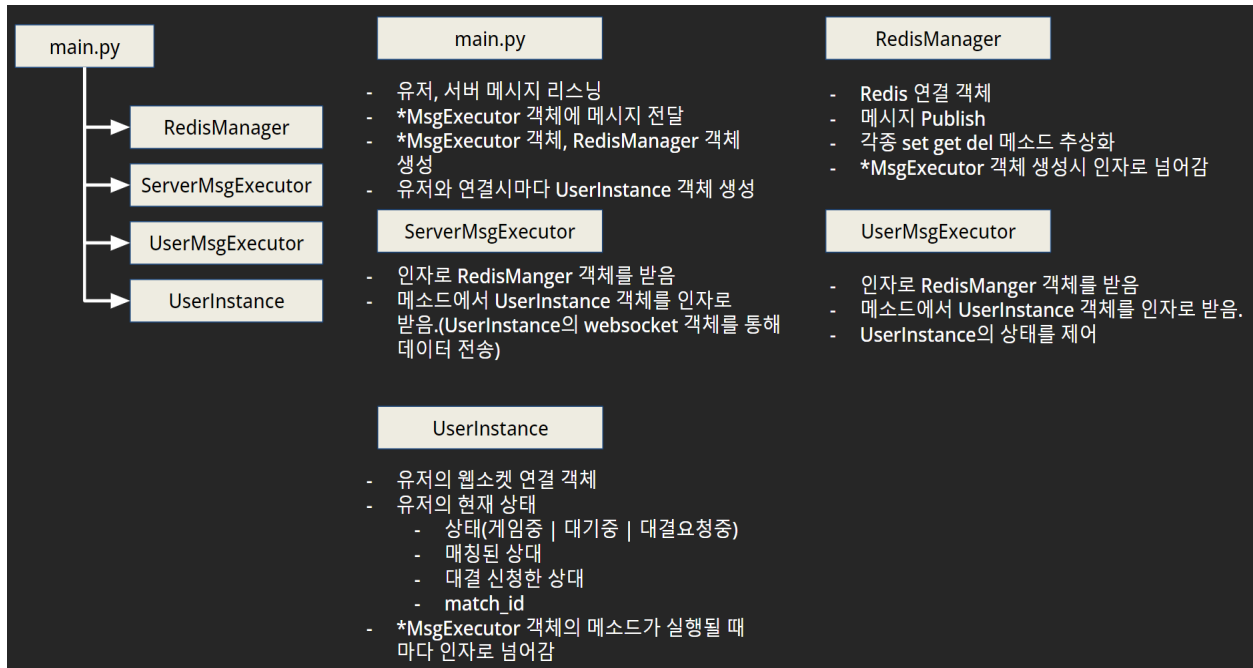 main.py
RedisManager
ServerMsgExecutor
UserMsgExecutor
UserInstance
main.py
- 유저, 서버 메시지 리스닝
- *MsgExecutor 객체에 메시지 전달
- *MsgExecutor 객체, RedisManager 객체
생성
- 유저와 연결시마다 UserInstance 객체 생성
RedisManager
- Redis 연결 객체
- 메시지 Publish
- 각종 set get del 메소드 추상화
- *MsgExecutor 객체 생성시 인자로 넘어감
ServerMsgExecutor
- 인자로 RedisManger 객체를 받음
- 메소드에서 UserInstance 객체를 인자로
받음.(UserInstance의 websocket 객체를 통해
데이터 전송)
UserMsgExecutor
- 인자로 RedisManger 객체를 받음
- 메소드에서 UserInstance 객체를 인자로 받음.
- UserInstance의 상태를 제어
UserInstance
- 유저의 웹소켓 연결 객체
- 유저의 현재 상태
- 상태(게임중 | 대기중 | 대결요청중)
- 매칭된 상대
- 대결 신청한 상대
- match_id
- *MsgExecutor 객체의 메소드가 실행될 때
마다 인자로 넘어감